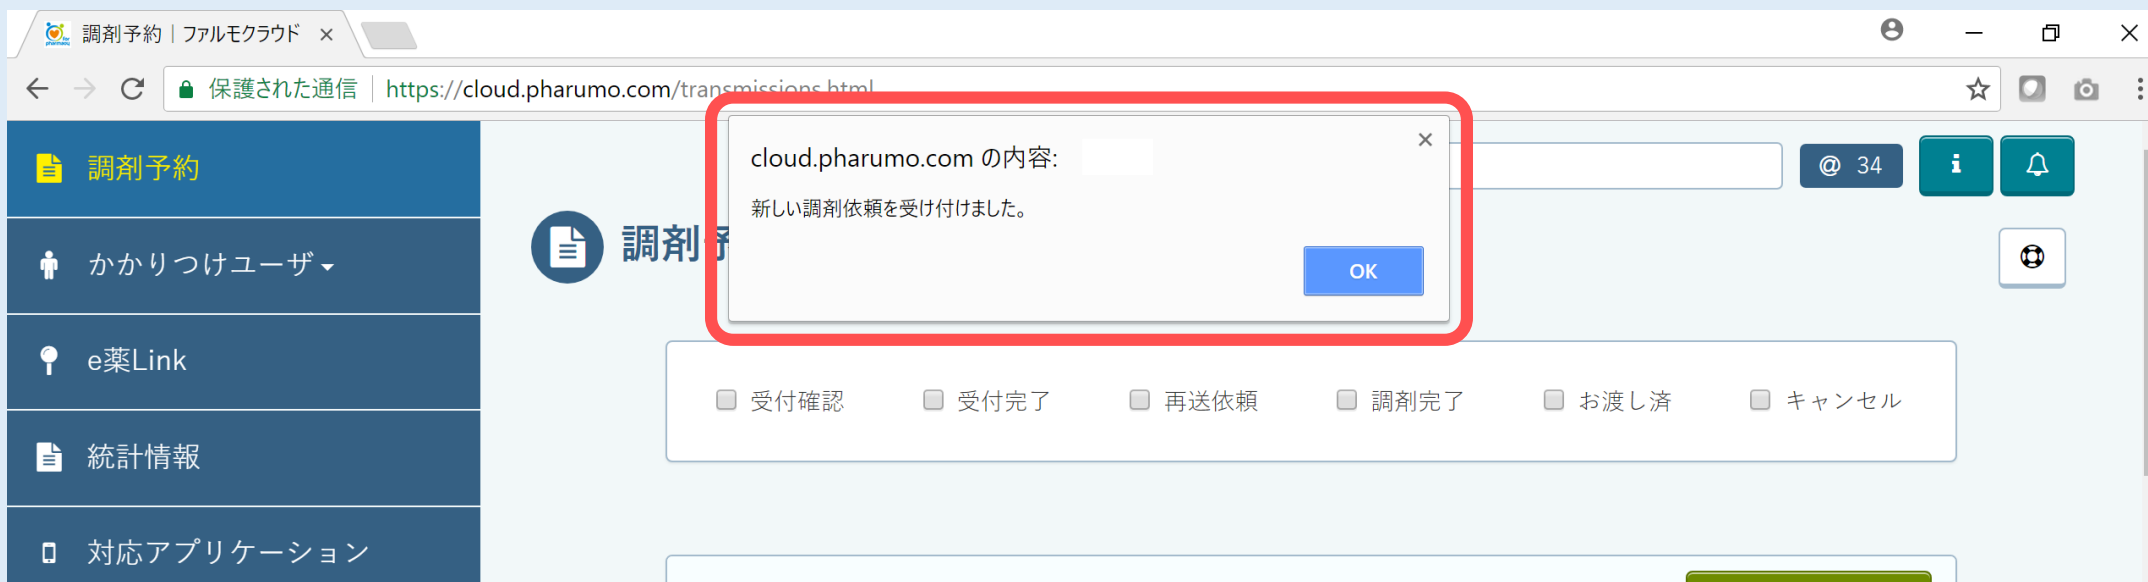 調剤予約 | ファルモクラウド
保護された通信 https://cloud.pharumo.com/transmissions.html
cloud.pharumo.com の内容:
新しい調剤依頼を受け付けました。
OK
@ 34
調剤予約
かかりつけユーザ
e薬Link
統計情報
対応アプリケーション
調剤予
受付確認 受付完了 再送依頼 調剤完了 お渡し済 キャンセル